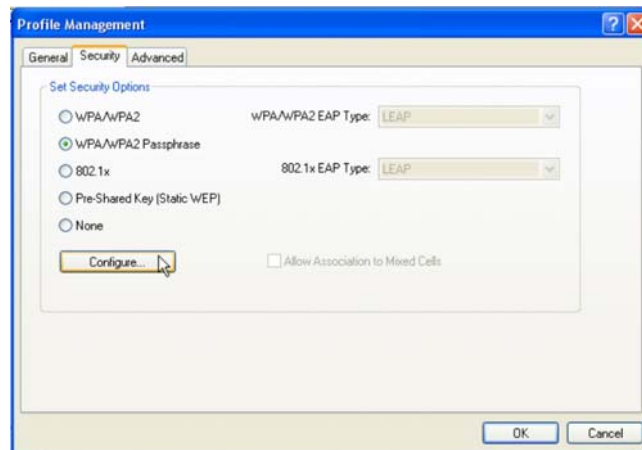 Profile Management
General Security Advanced
Set Security Options
WPA/WPA2 WPA/WPA2 EAP Type: LEAP
WPA/WPA2 Passphrase
802.1x 802.1x EAP Type: LEAP
Pre-Shared Key (Static WEP)
None
Configure... Allow Association to Mixed Cells
OK Cancel